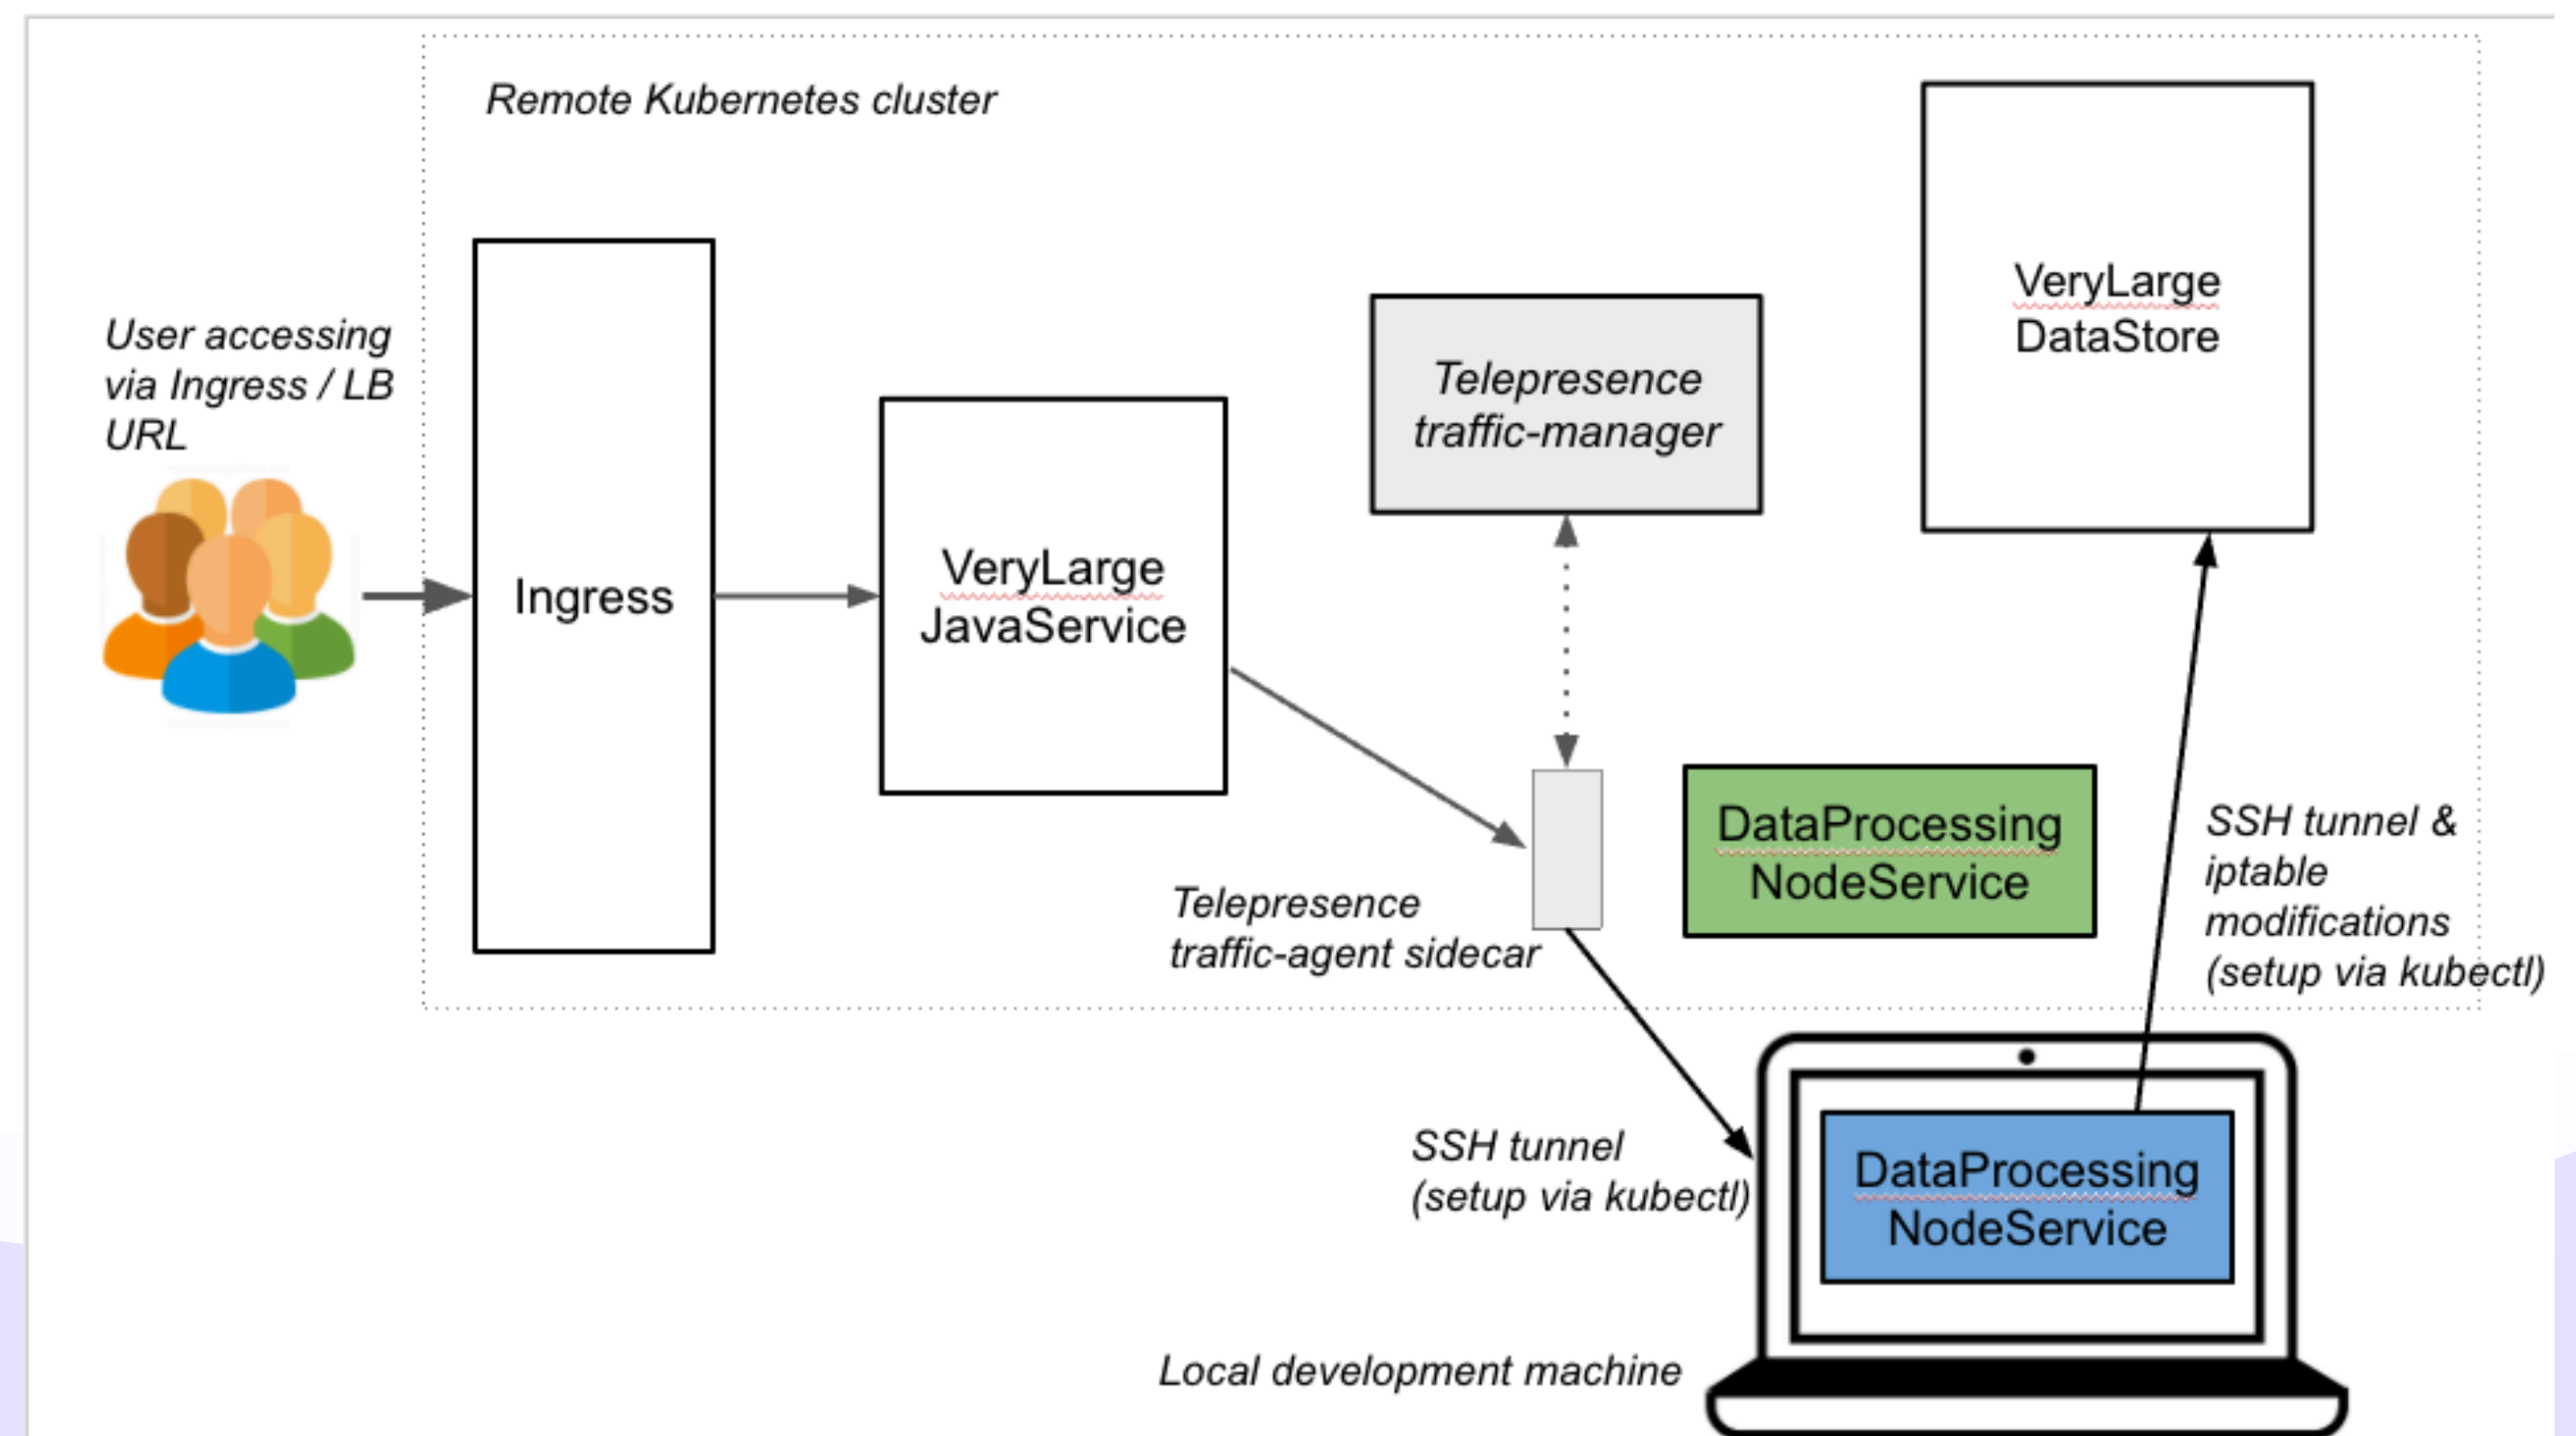 Remote Kubernetes cluster
User accessing
via Ingress / LB
URL
Ingress
VeryLarge
JavaService
Telepresence
traffic-manager
VeryLarge
DataStore
Telepresence
traffic-agent sidecar
DataProcessing
NodeService
SSH tunnel &
iptable
modifications
(setup via kubectl)
SSH tunnel
(setup via kubectl)
DataProcessing
NodeService
Local development machine